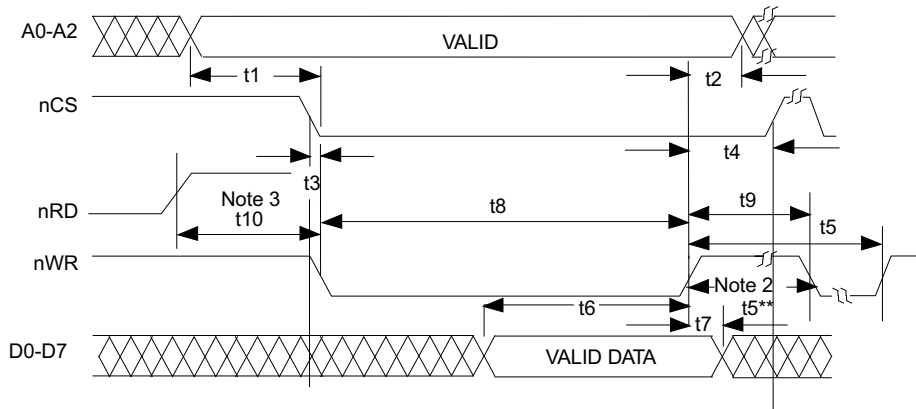 A0-A2
VALID
t1
t2
nCS
t4
t3
nRD
Note 3
t10
t8
t9
t5
nWR
Note 2
t6
t7
t5**
D0-D7
VALID DATA